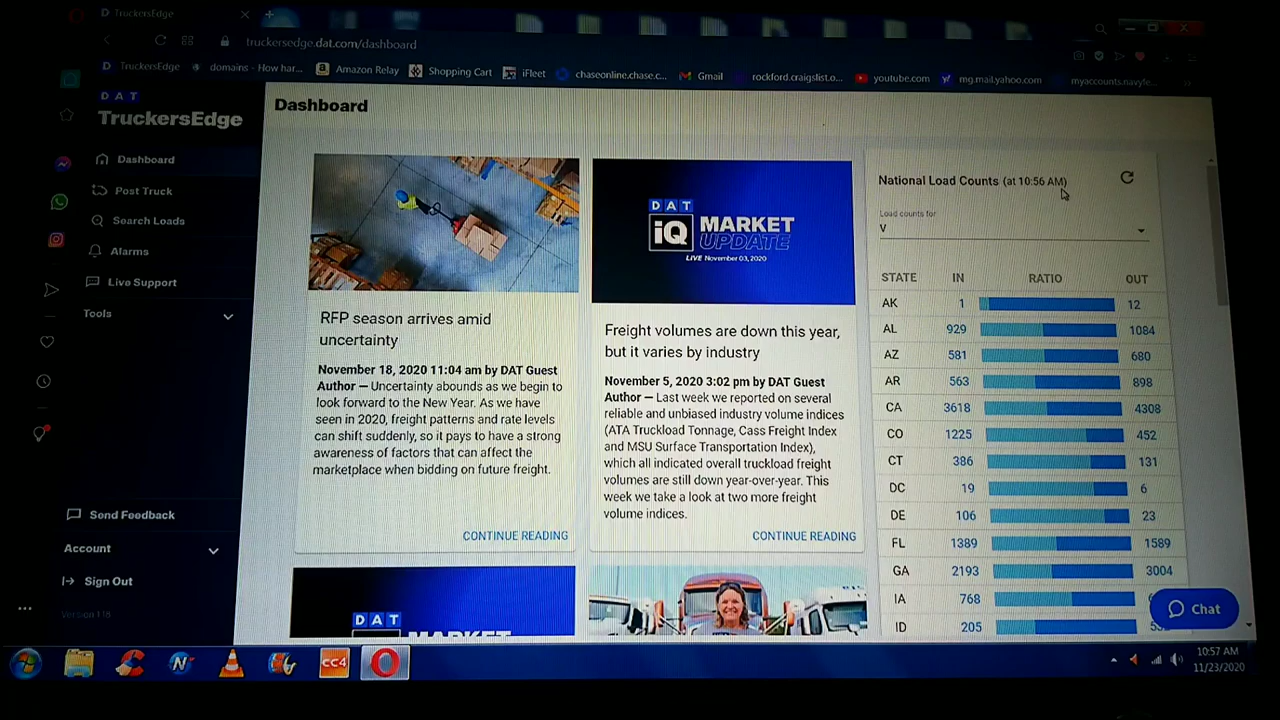 TruckersEdge
truckersedge.dat.com/dashboard
TruckersEdge
domains - How har...
Amazon Relay
Shopping Cart
iFleet
chaseonline.chase.c...
Gmail
rockford.craigslist.o...
youtube.com
mg.mail.yahoo.com
myaccounts.navyfe...
DAT
TruckersEdge
Dashboard
Post Truck
Search Loads
Alarms
Live Support
Tools
Send Feedback
Account
Sign Out
Version 1.18
Dashboard
RFP season arrives amid
uncertainty
November 18, 2020 11:04 am by DAT Guest
Author — Uncertainty abounds as we begin to
look forward to the New Year. As we have
seen in 2020, freight patterns and rate levels
can shift suddenly, so it pays to have a strong
awareness of factors that can affect the
marketplace when bidding on future freight.
CONTINUE READING
DAT
iQ MARKET
UPDATE
LIVE November 03, 2020
Freight volumes are down this year,
but it varies by industry
November 5, 2020 3:02 pm by DAT Guest
Author — Last week we reported on several
reliable and unbiased industry volume indices
(ATA Truckload Tonnage, Cass Freight Index
and MSU Surface Transportation Index),
which all indicated overall truckload freight
volumes are still down year-over-year. This
week we take a look at two more freight
volume indices.
CONTINUE READING
DAT
MARKET
National Load Counts (at 10:56 AM)
Load counts for
V
STATE IN RATIO OUT
AK 1 12
AL 929 1084
AZ 581 680
AR 563 898
CA 3618 4308
CO 1225 452
CT 386 131
DC 19 6
DE 106 23
FL 1389 1589
GA 2193 3004
IA 768
ID 205
Chat
CC4
10:57 AM
11/23/2020